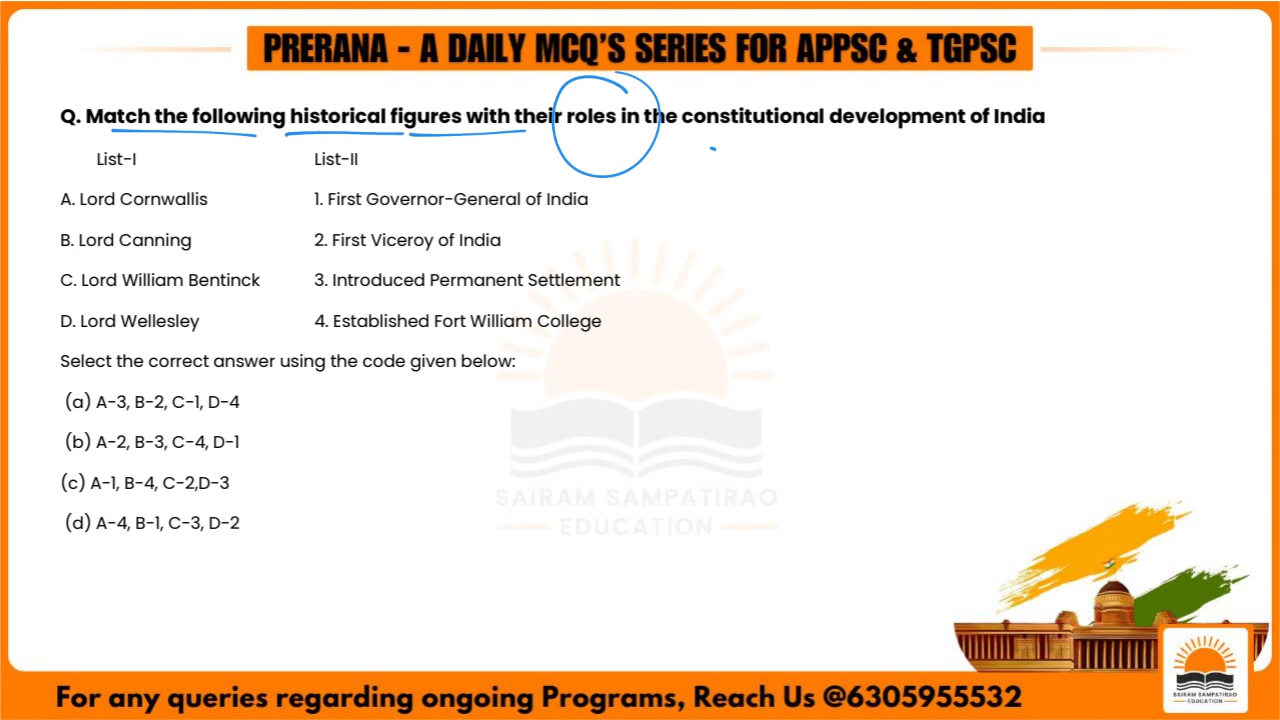 PRERANA - A DAILY MCQ'S SERIES FOR APPSC & TGPSC
Q. Match the following historical figures with their roles in the constitutional development of India
List-I List-II
A. Lord Cornwallis 1. First Governor-General of India
B. Lord Canning 2. First Viceroy of India
C. Lord William Bentinck 3. Introduced Permanent Settlement
D. Lord Wellesley 4. Established Fort William College
Select the correct answer using the code given below:
(a) A-3, B-2, C-1, D-4
(b) A-2, B-3, C-4, D-1
(c) A-1, B-4, C-2,D-3
(d) A-4, B-1, C-3, D-2
SAIRAM SAMPATIRAO
EDUCATION
SAIRAM SAMPATIRAO
EDUCATION
For any queries regarding ongoing Programs, Reach Us @6305955532